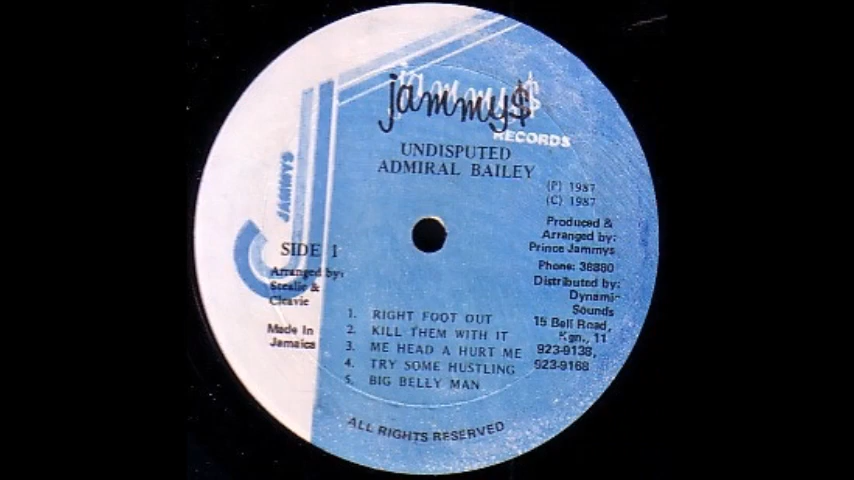 jammy$
RECORDS
UNDISPUTED
ADMIRAL BAILEY
(P) 1987
(C) 1987
JAMMYS
Produced &
Arranged by:
Prince Jammys
SIDE 1
Phone: 38880
Arranged by:
Steelie &
Cleavie
Distributed by:
Dynamic
Sounds
15 Bell Road,
Kgn., 11
923-9138,
923-9168
Made In
Jamaica
1. RIGHT FOOT OUT
2. KILL THEM WITH IT
3. ME HEAD A HURT ME
4. TRY SOME HUSTLING
5. BIG BELLY MAN
ALL RIGHTS RESERVED